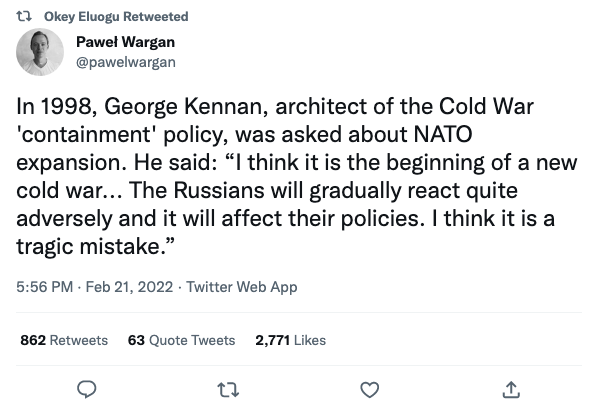 Okey Eluogu Retweeted
Paweł Wargan
@pawelwargan
In 1998, George Kennan, architect of the Cold War
'containment' policy, was asked about NATO
expansion. He said: “I think it is the beginning of a new
cold war... The Russians will gradually react quite
adversely and it will affect their policies. I think it is a
tragic mistake.”
5:56 PM · Feb 21, 2022 · Twitter Web App
862 Retweets 63 Quote Tweets 2,771 Likes